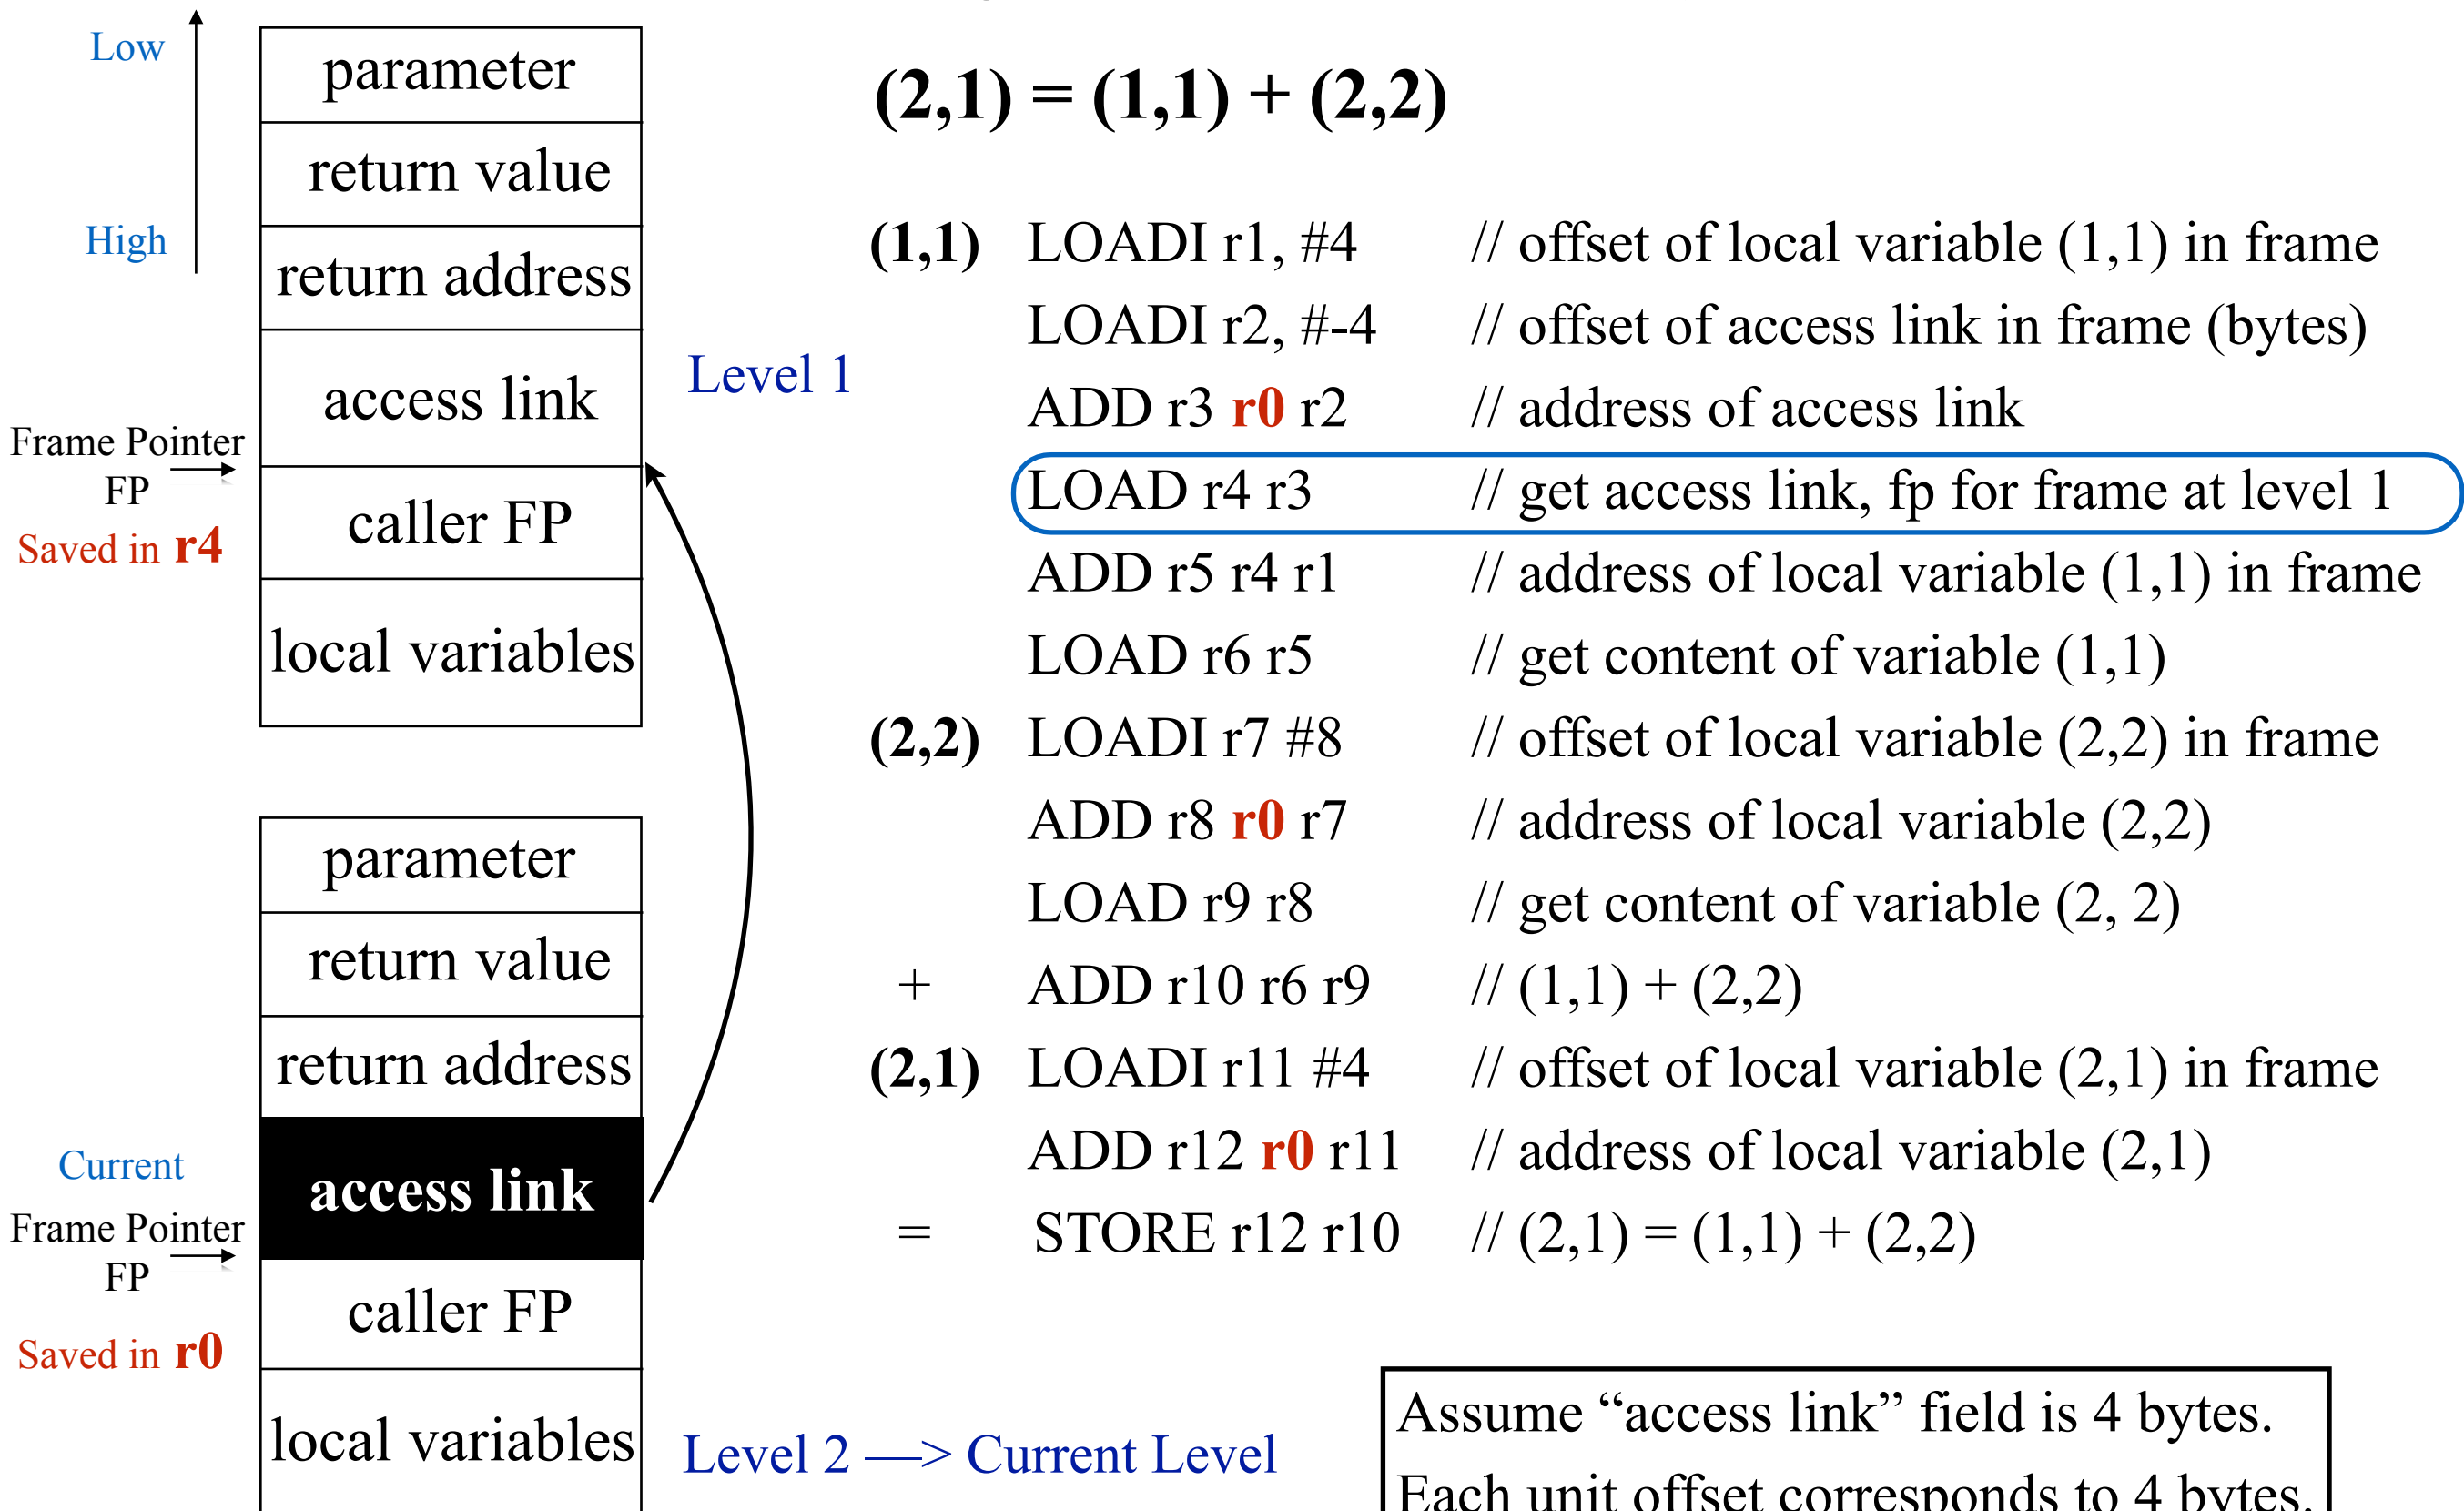 Low
High
parameter
return value
return address
access link
Frame Pointer
FP
Saved in r4
caller FP
local variables
Level 1
parameter
return value
return address
Current
access link
Frame Pointer
FP
Saved in r0
caller FP
local variables
Level 2 —> Current Level
(2,1) = (1,1) + (2,2)
(1,1) LOADI r1, #4 // offset of local variable (1,1) in frame
LOADI r2, #-4 // offset of access link in frame (bytes)
ADD r3 r0 r2 // address of access link
LOAD r4 r3 // get access link, fp for frame at level 1
ADD r5 r4 r1 // address of local variable (1,1) in frame
LOAD r6 r5 // get content of variable (1,1)
(2,2) LOADI r7 #8 // offset of local variable (2,2) in frame
ADD r8 r0 r7 // address of local variable (2,2)
LOAD r9 r8 // get content of variable (2, 2)
+ ADD r10 r6 r9 // (1,1) + (2,2)
(2,1) LOADI r11 #4 // offset of local variable (2,1) in frame
ADD r12 r0 r11 // address of local variable (2,1)
= STORE r12 r10 // (2,1) = (1,1) + (2,2)
Assume “access link” field is 4 bytes.
Each unit offset corresponds to 4 bytes.